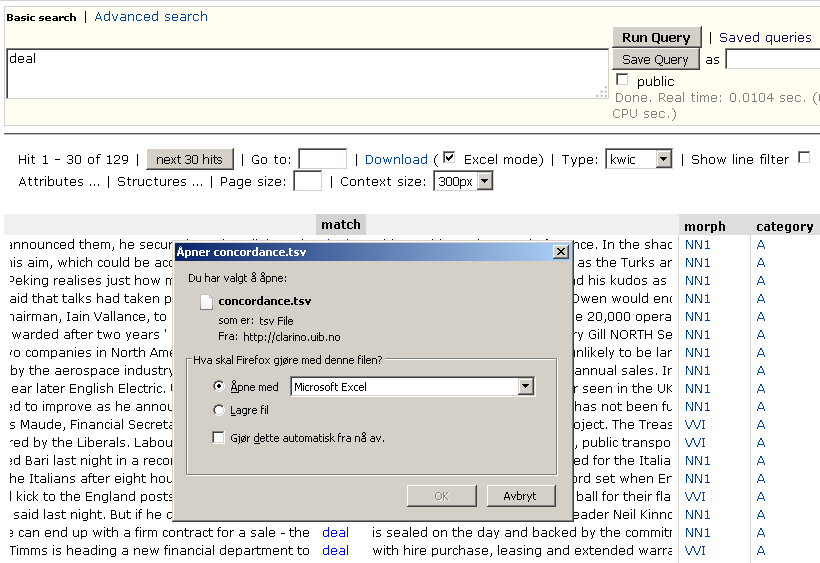 Basic search | Advanced search
deal
Run Query | Saved queries
Save Query as
public
Done. Real time: 0.0104 sec. (
CPU sec.)
Hit 1 - 30 of 129 | next 30 hits | Go to: | Download ( Excel mode) | Type: kwic | Show line filter
Attributes ... | Structures ... | Page size: | Context size: 300px
match morph category
announced them, he secu In the shac NN1 A
his aim, which could be as the Turks ar NN1 A
Peking realises just how nd his kudos as NN1 A
said that talks had taken p Owen would enc NN1 A
hairman, Iain Vallance, to e 20,000 opera NN1 A
warded after two years ' ry Gill NORTH Se NN1 A
vo companies in North Ame unlikely to be lar NN1 A
by the aerospace industry annual sales. In NN1 A
ear later English Electric. er seen in the UK NN1 A
ed to improve as he annou has not been fu NN1 A
s Maude, Financial Secreta oject. The Treas VVI A
red by the Liberals. Labou , public transpo NN1 A
ed Bari last night in a reco ed for the Italia NN1 A
he Italians after eight hou ord set when Er NN1 A
l kick to the England posts ball for their fla VVI A
said last night. But if he eader Neil Kinno NN1 A
e can end up with a firm contract for a sale - the deal is sealed on the day and backed by the commitm NN1 A
Timms is heading a new financial department to deal with hire purchase, leasing and extended warra VVI A
Åpner concordance.tsv
Du har valgt å åpne:
concordance.tsv
som er: tsv File
Fra: http://clarino.uib.no
Hva skal Firefox gjøre med denne filen?
Åpne med Microsoft Excel
Lagre fil
Gjør dette automatisk fra nå av.
OK Avbryt